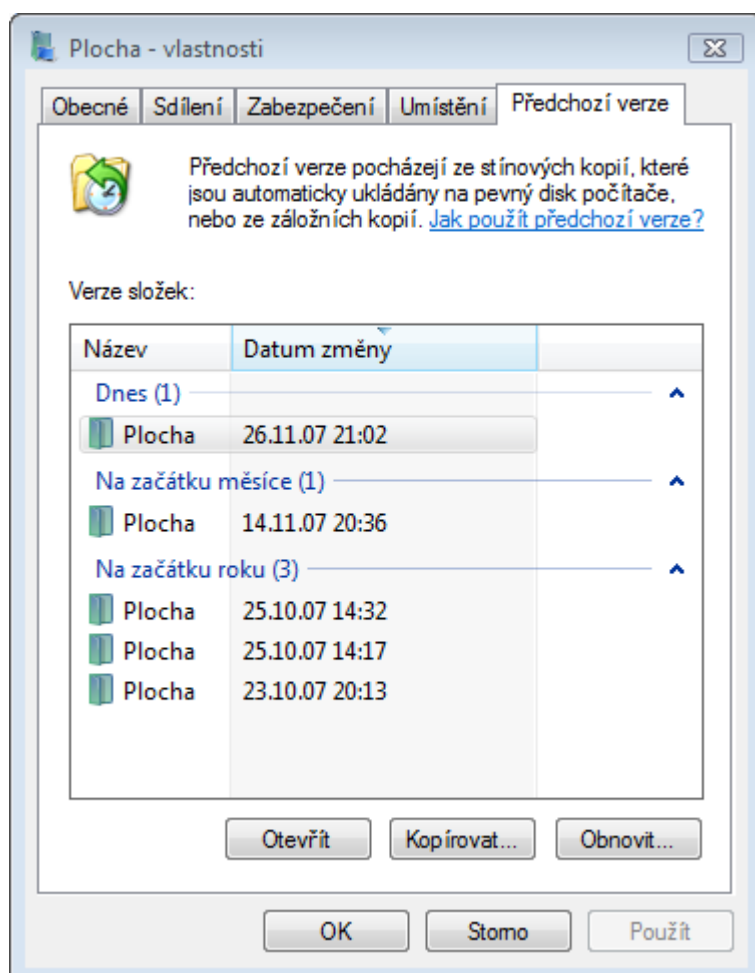 Plocha - vlastnosti
Obecné Sdílení Zabezpečení Umístění Předchozí verze
Předchozí verze pocházejí ze stínových kopií, které
jsou automaticky ukládány na pevný disk počítače,
nebo ze záložních kopií. Jak použít předchozí verze?
Verze složek:
Název Datum změny
Dnes (1)
Plocha 26.11.07 21:02
Na začátku měsíce (1)
Plocha 14.11.07 20:36
Na začátku roku (3)
Plocha 25.10.07 14:32
Plocha 25.10.07 14:17
Plocha 23.10.07 20:13
Otevřít Kopírovat... Obnovit...
OK Storno Použít